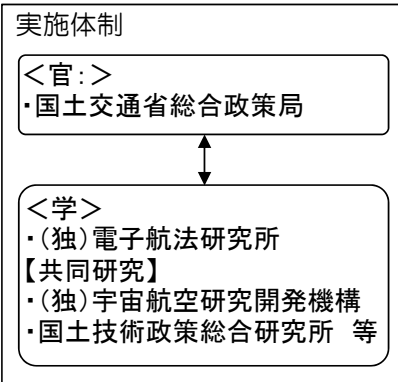 実施体制
＜官：＞
・国土交通省総合政策局
＜学＞
・（独）電子航法研究所
【共同研究】
・（独）宇宙航空研究開発機構
・国土技術政策総合研究所　等